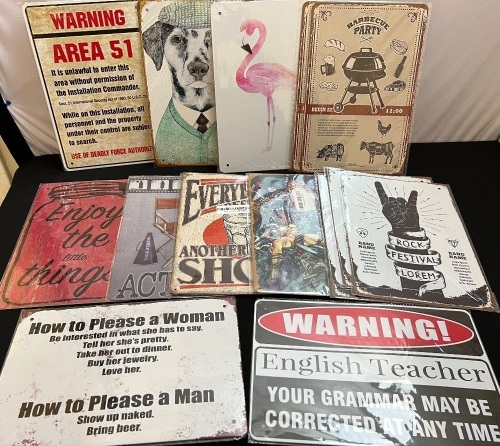 WARNING
AREA 51
It is unlawful to enter this
area without permission of
the Installation Commander.
While on this installation, all
personnel and the property
under their control are subject
to search.
USE OF DEADLY FORCE AUTHORIZ
BARBECUE
PARTY
BEGIN AT
11:00
Enjoy
the
little
things
ACT
EVERY
ANOTHER
SHO
BAND
NAME
BAND
NAME
ROCK
FESTIVAL
LOREM
How to Please a Woman
Be interested in what she has to say.
Tell her she's pretty.
Take her out to dinner.
Buy her jewelry.
Love her.
How to Please a Man
Show up naked.
Bring beer.
WARNING!
English Teacher
YOUR GRAMMAR MAY BE
CORRECTED AT ANY TIME